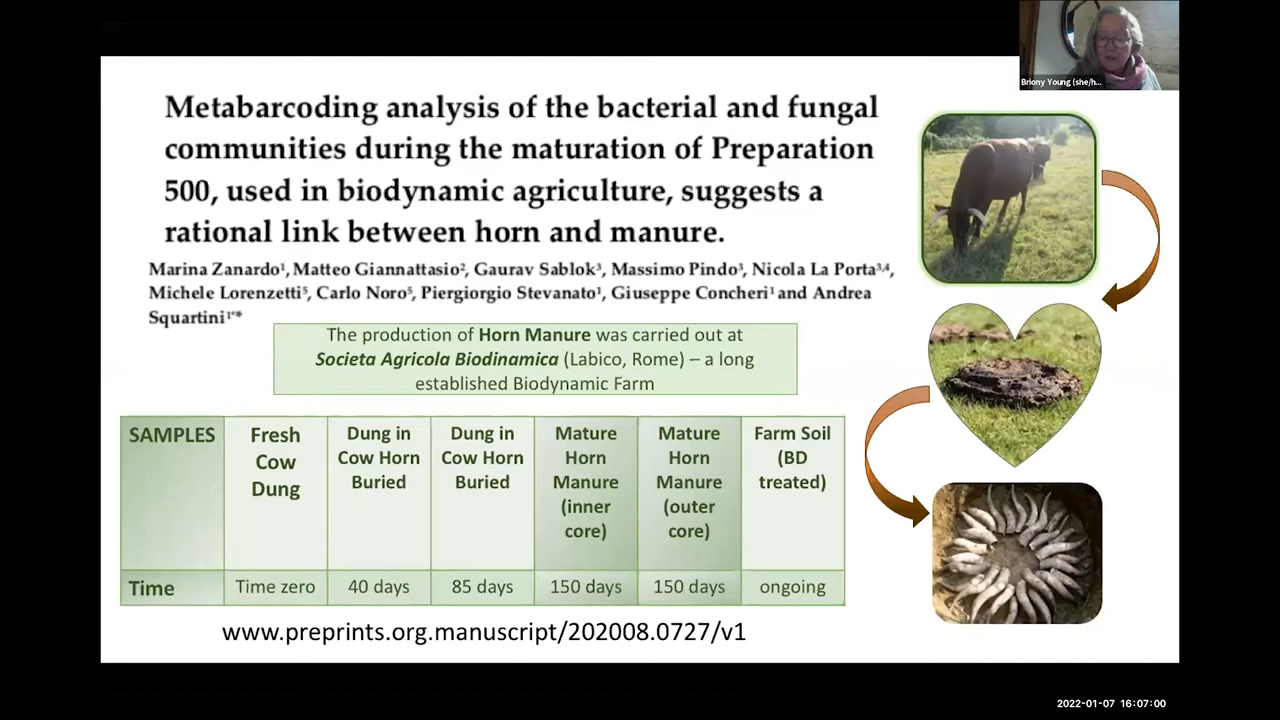 Briony Young (she/h...
Metabarcoding analysis of the bacterial and fungal
communities during the maturation of Preparation
500, used in biodynamic agriculture, suggests a
rational link between horn and manure.
Marina Zanardo¹, Matteo Giannattasio², Gaurav Sablok³, Massimo Pindo³, Nicola La Porta³,⁴,
Michele Lorenzetti⁵, Carlo Noro⁵, Piergiorgio Stevanato¹, Giuseppe Concheri¹ and Andrea
Squartini¹**
The production of Horn Manure was carried out at
Societa Agricola Biodinamica (Labico, Rome) – a long
established Biodynamic Farm
SAMPLES
Fresh
Cow
Dung
Dung in
Cow Horn
Buried
Dung in
Cow Horn
Buried
Mature
Horn
Manure
(inner
core)
Mature
Horn
Manure
(outer
core)
Farm Soil
(BD
treated)
Time
Time zero
40 days
85 days
150 days
150 days
ongoing
www.preprints.org.manuscript/202008.0727/v1
2022-01-07 16:07:00